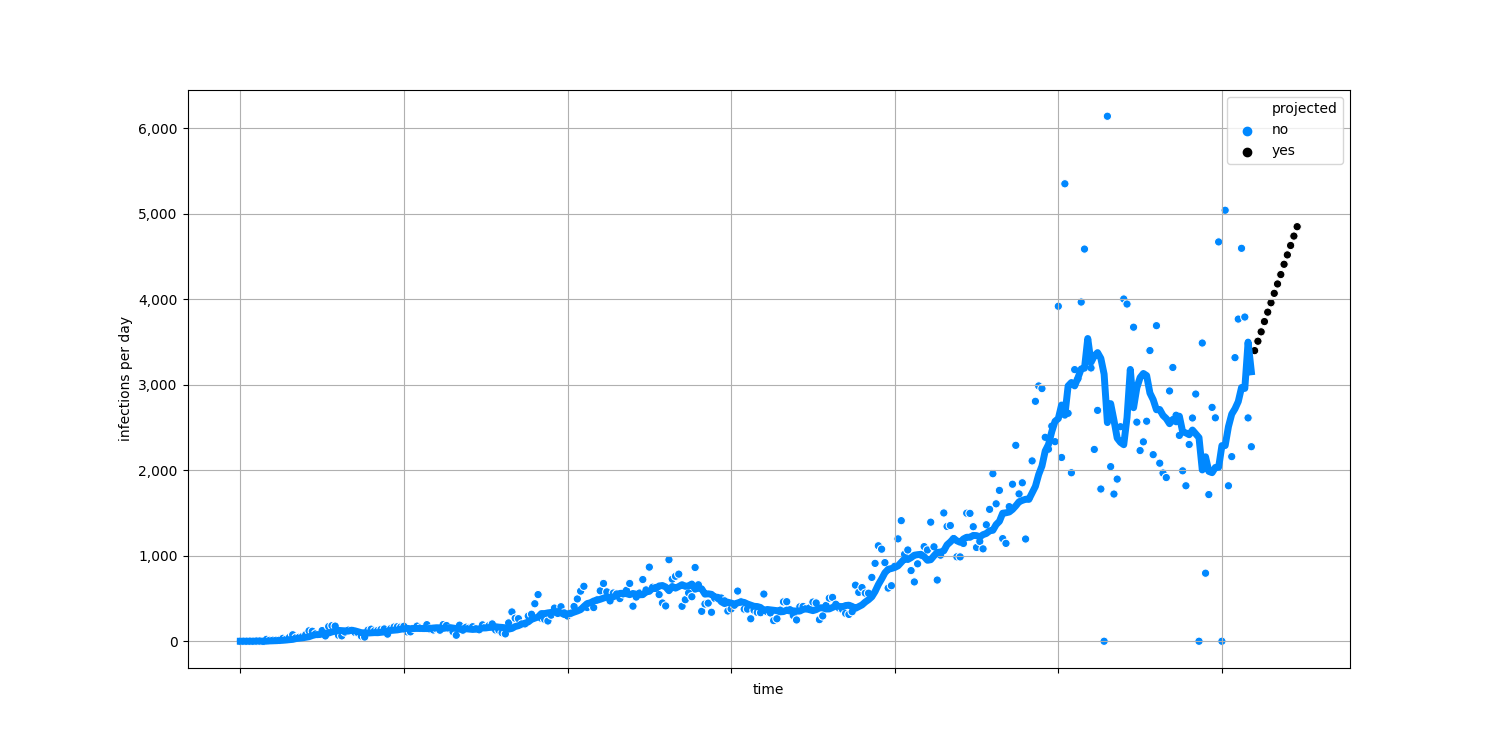 projected
no
yes
6,000
5,000
4,000
3,000
2,000
1,000
0
infections per day
time